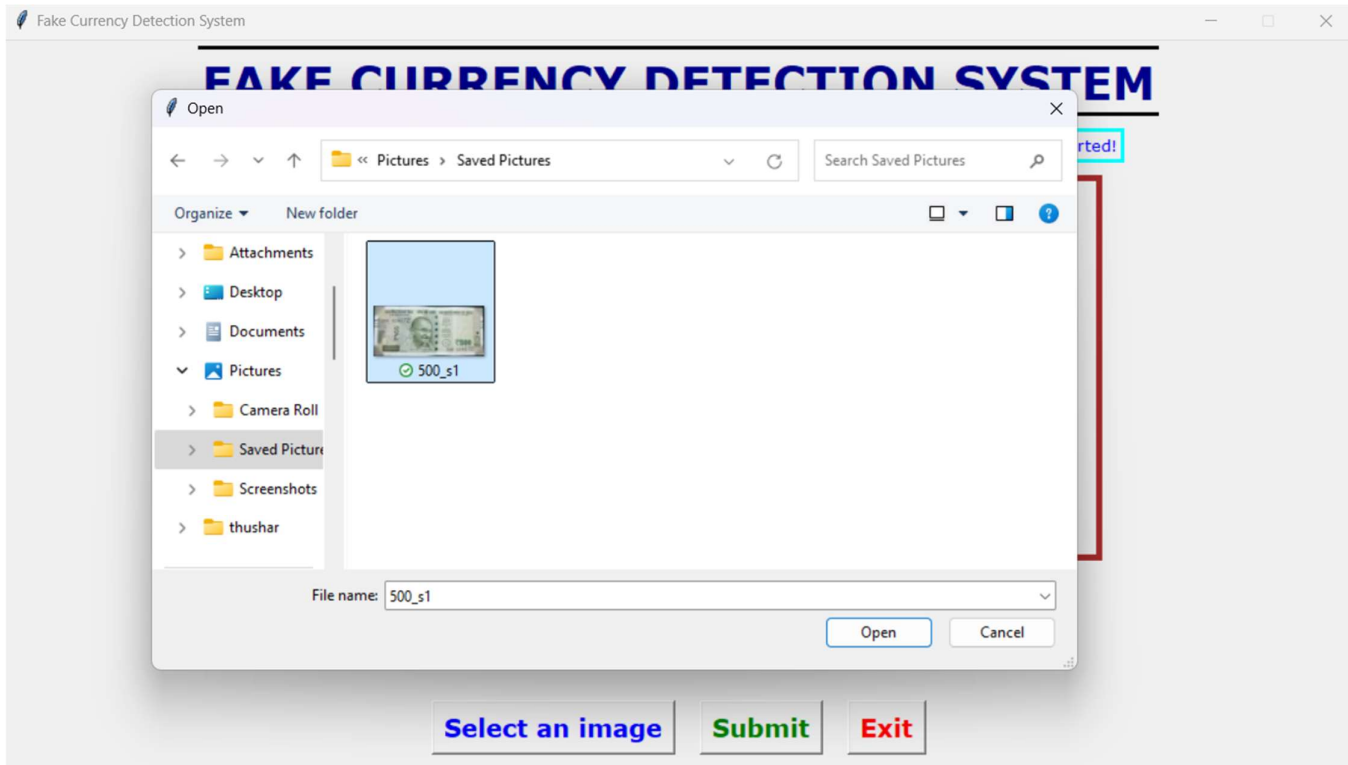 Fake Currency Detection System
FAKE CURRENCY DETECTION SYSTEM
rted!
Open
« Pictures › Saved Pictures
Search Saved Pictures
Organize
New folder
Attachments
Desktop
Documents
Pictures
Camera Roll
Saved Picture
Screenshots
thushar
500_s1
File name: 500_s1
Open
Cancel
Select an image
Submit
Exit